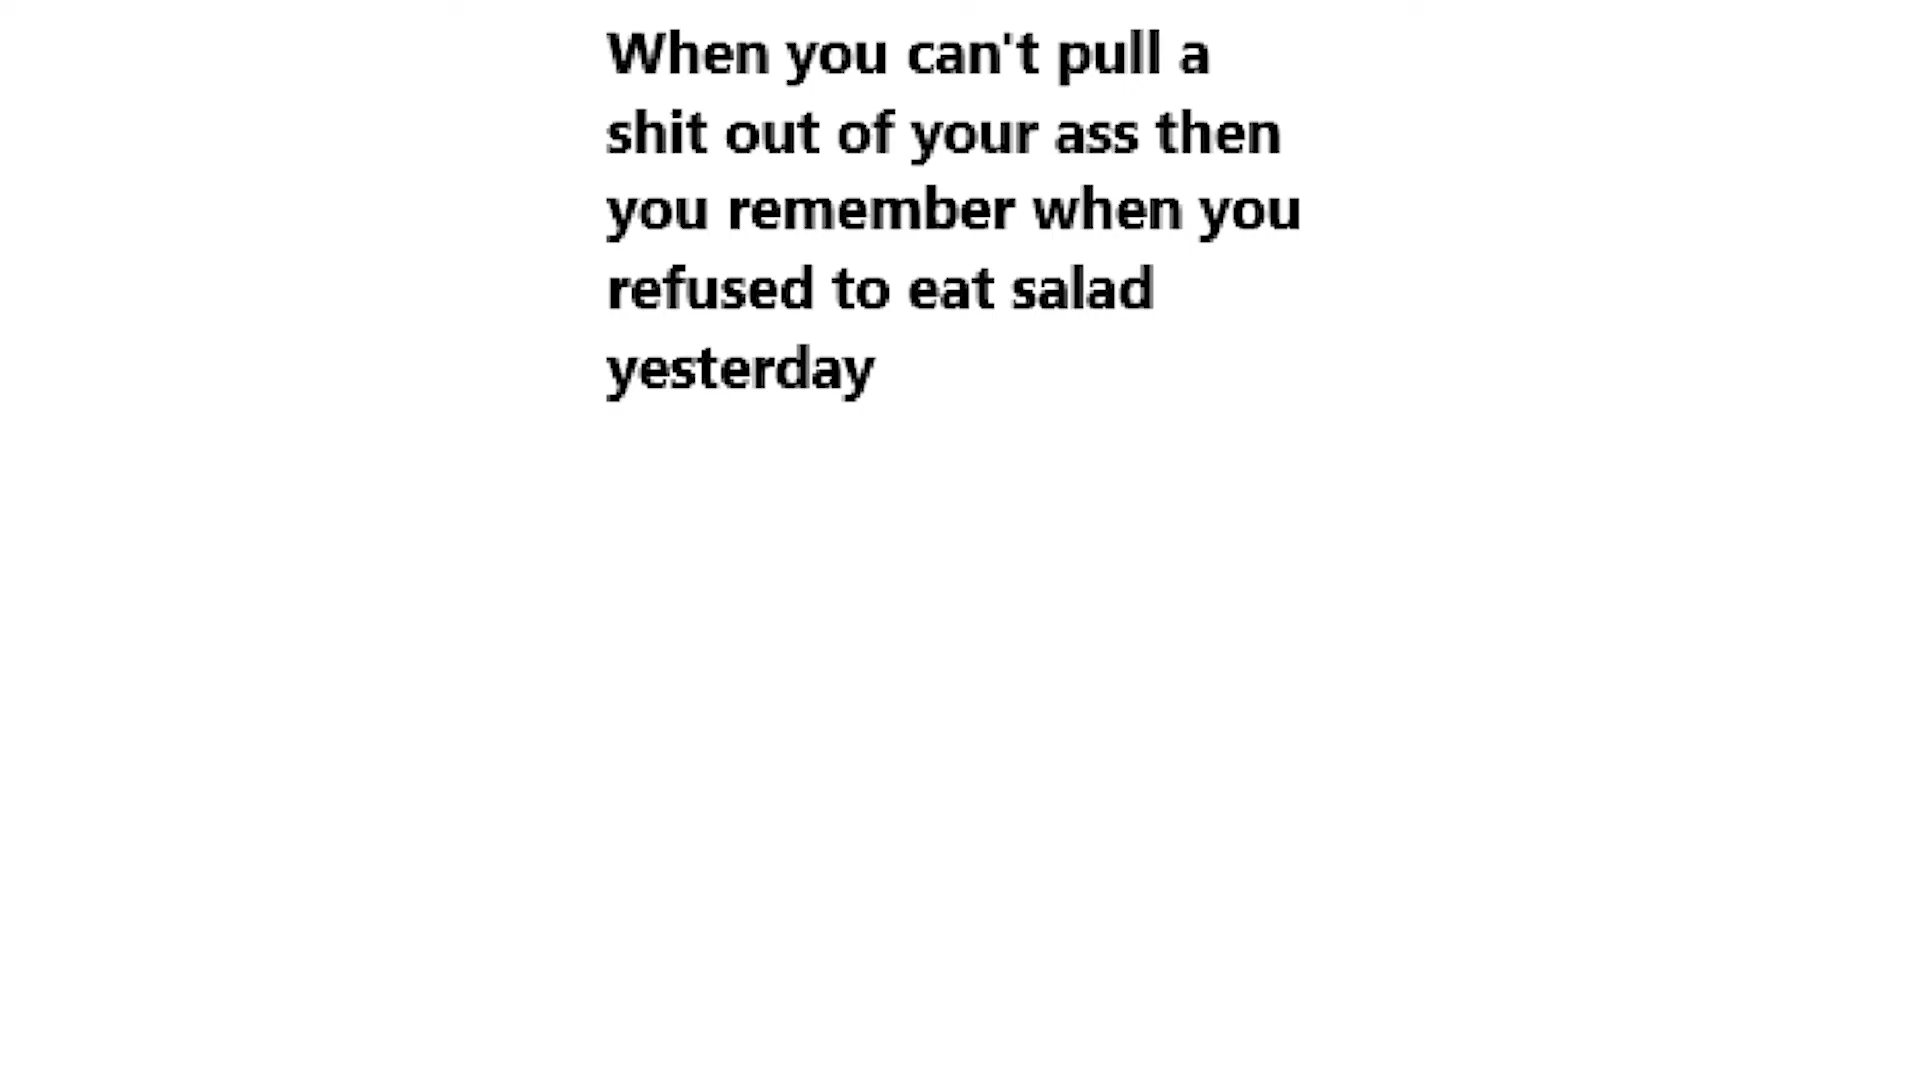 When you can't pull a
shit out of your ass then
you remember when you
refused to eat salad
yesterday